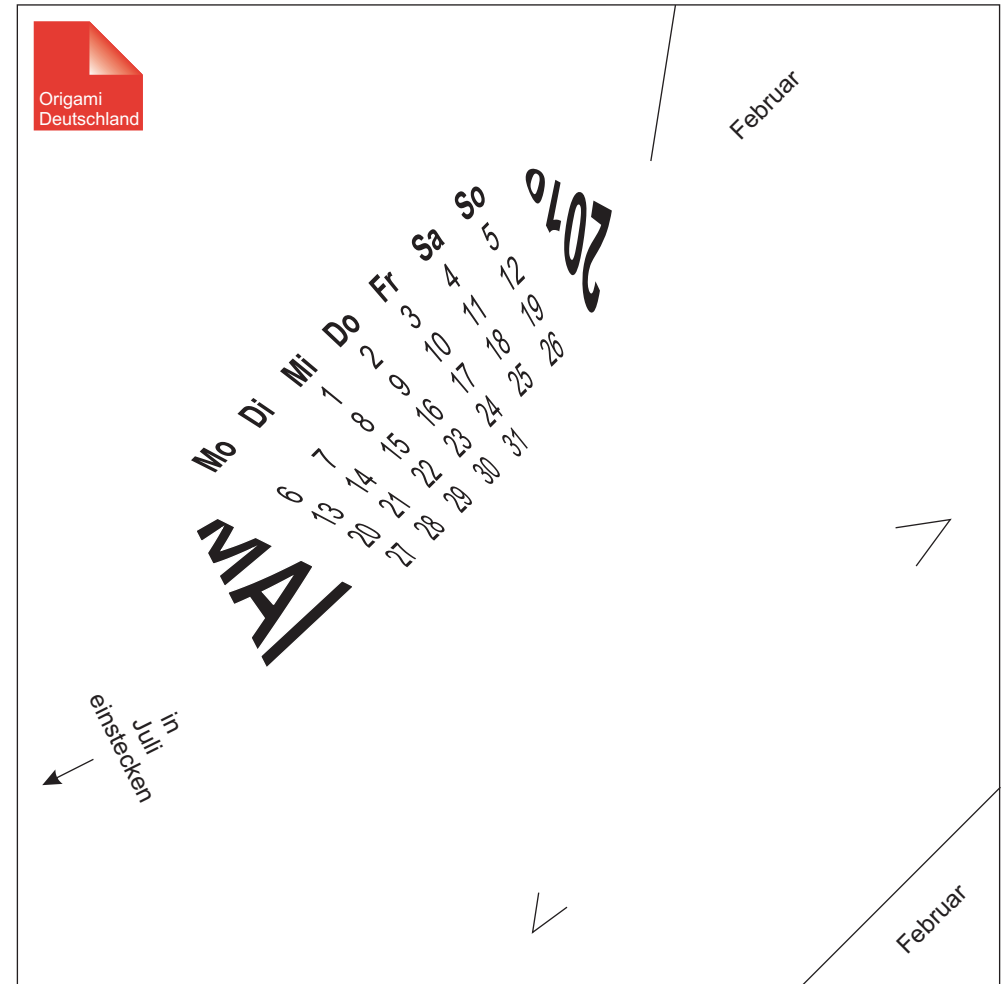 Origami
Deutschland
Februar
2019
MAI
Mo Di Mi Do Fr Sa So
1 2 3 4 5
6 7 8 9 10 11 12
13 14 15 16 17 18 19
20 21 22 23 24 25 26
27 28 29 30 31
in
Juli
einstecken
Februar